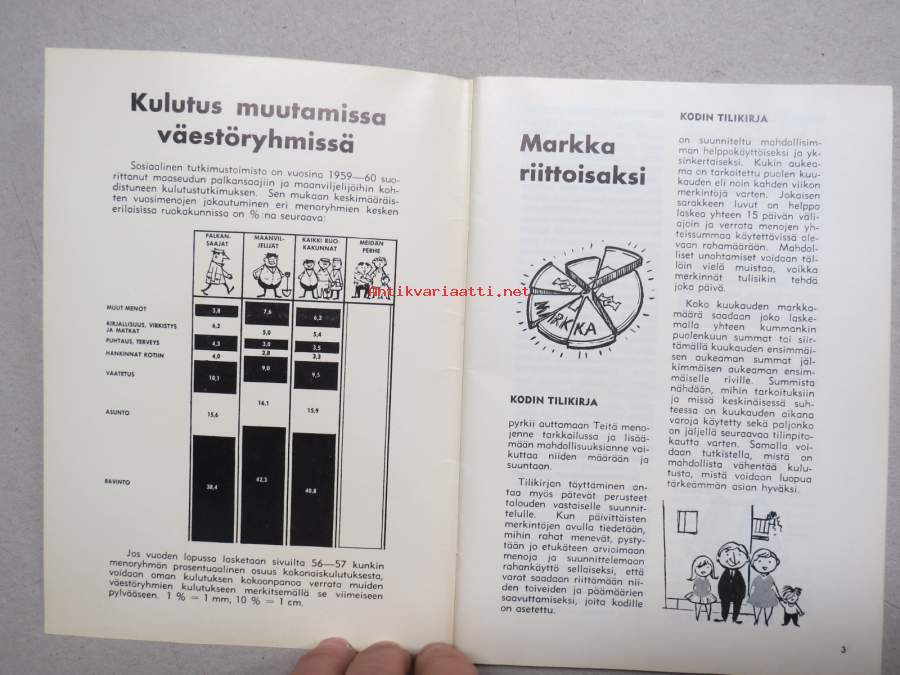 Kulutus muutamissa
väestöryhmissä
Sosiaalinen tutkimustoimisto on vuosina 1959—60 suo-
rittanut maaseudun palkansaajiin ja maanviljelijöihin koh-
distuneen kulutustutkimuksen. Sen mukaan keskimääräis-
ten vuosimenojen jakautuminen eri menoryhmien kesken
erilaisissa ruokakunnissa on %:na seuraava:
PALKAN-
SAAJAT
MAANVIL-
JELIJAT
KAIKKI RUO-
KAKUNNAT
MEIDÄN
PERHE
MUUT MENOT 5,8 7,6 6,2
KIRJALLISUUS, VIRKISTY
JA MATKAT 6,2 5,0 5,4
PUHTAUS, TERVEYS 4,3 3,0 3,5
HANKINNAT KOTIIN 4,0 2,8 3,3
VAATETUS 10,1 9,0 9,5
ASUNTO 15,6 16,1 15,9
RAVINTO 38,4 42,3 40,8
Jos vuoden lopussa lasketaan sivuilta 56—57 kunkin
menoryhmän prosentuaalinen osuus kokonaiskulutuksesta,
voidaan oman kulutuksen kokoonpanoa verrata muiden
väestöryhmien kulutukseen merkitsemällä se viimeiseen
pylvääseen. 1 % = 1 mm, 10 % = 1 cm.
Antikvariaatti.net
Markka
riittoisaksi
MARKKA
KODIN TILIKIRJA
pyrkii auttamaan Teitä meno-
jenne tarkkailussa ja lisää-
mään mahdollisuuksianne vai-
kuttaa niiden määrään ja
suuntaan.
Tilikirjan täyttäminen an-
taa myös pätevät perusteet
talouden vastaiselle suunnit-
telulle. Kun päivittäisten
merkintöjen avulla tiedetään,
mihin rahat menevät, pysty-
tään jo etukäteen arvioimaan
menoja ja suunnittelemaan
rahankäyttö sellaiseksi, että
varat saadaan riittämään nii-
den toiveiden ja päämäärien
saavuttamiseksi, joita kodille
on asetettu.
KODIN TILIKIRJA
on suunniteltu mahdollisim-
man helppokäyttöiseksi ja yk-
sinkertaiseksi. Kukin aukea-
ma on tarkoitettu puolen kuu-
kauden eli noin kahden viikon
merkintöjä varten. Jokaisen
sarakkeen luvut on helppo
laskea yhteen 15 päivän väli-
ajoin ja verrata menojen yh-
teissummaa käytettävissä ole-
vaan rahamäärään. Mahdol-
liset unohtamiset voidaan täl-
löin vielä muistaa, vaikka
merkinnät tulisikin tehdä
joka päivä.
Koko kuukauden markka-
määrä saadaan joko laske-
malla yhteen kummankin
puolenkuun summat tai siir-
tämällä kuukauden ensimmäi-
sen aukeaman summat jäl-
kimmäisen aukeaman ensim-
mäiselle riville. Summista
nähdään, mihin tarkoituksiin
ja missä keskinäisessä suh-
teessa on kuukauden aikana
varoja käytetty sekä paljonko
on jäljellä seuraavaa tilinpito-
kautta varten. Samalla voi-
daan tutkistella, mistä on
mahdollista vähentää kulu-
tusta, mistä voidaan luopua
tärkeämmän asian hyväksi.
3